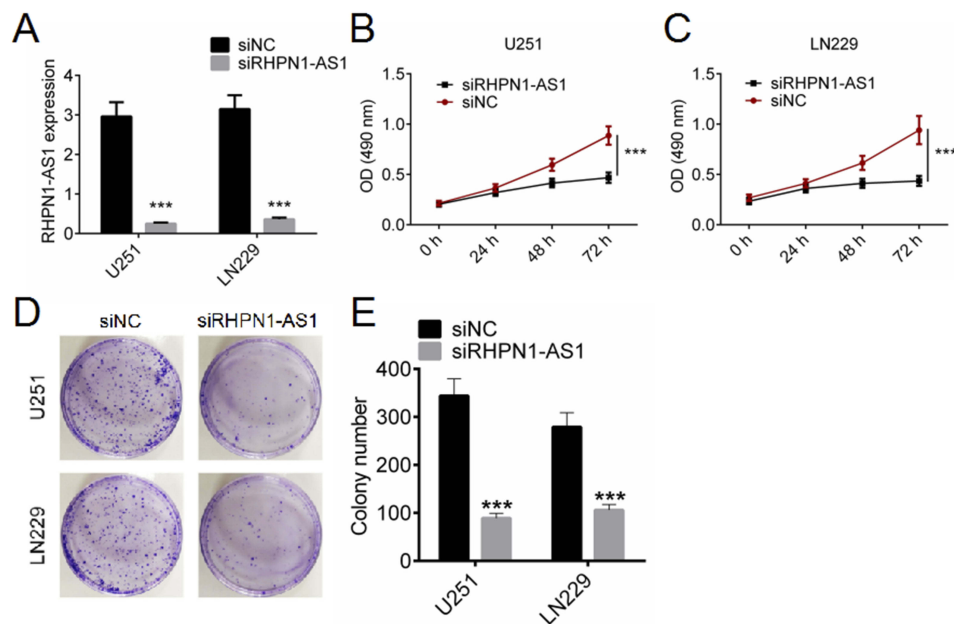 A
siNC
siRHPN1-AS1
RHPN1-AS1 expression
4
3
2
1
0
***
***
U251
LN229
B
U251
siRHPN1-AS1
siNC
OD (490 nm)
1.5
1.0
0.5
0.0
***
0 h
24 h
48 h
72 h
C
LN229
siRHPN1-AS1
siNC
OD (490 nm)
1.5
1.0
0.5
0.0
***
0 h
24 h
48 h
72 h
D
siNC
siRHPN1-AS1
U251
LN229
E
siNC
siRHPN1-AS1
Colony number
400
300
200
100
0
***
***
U251
LN229